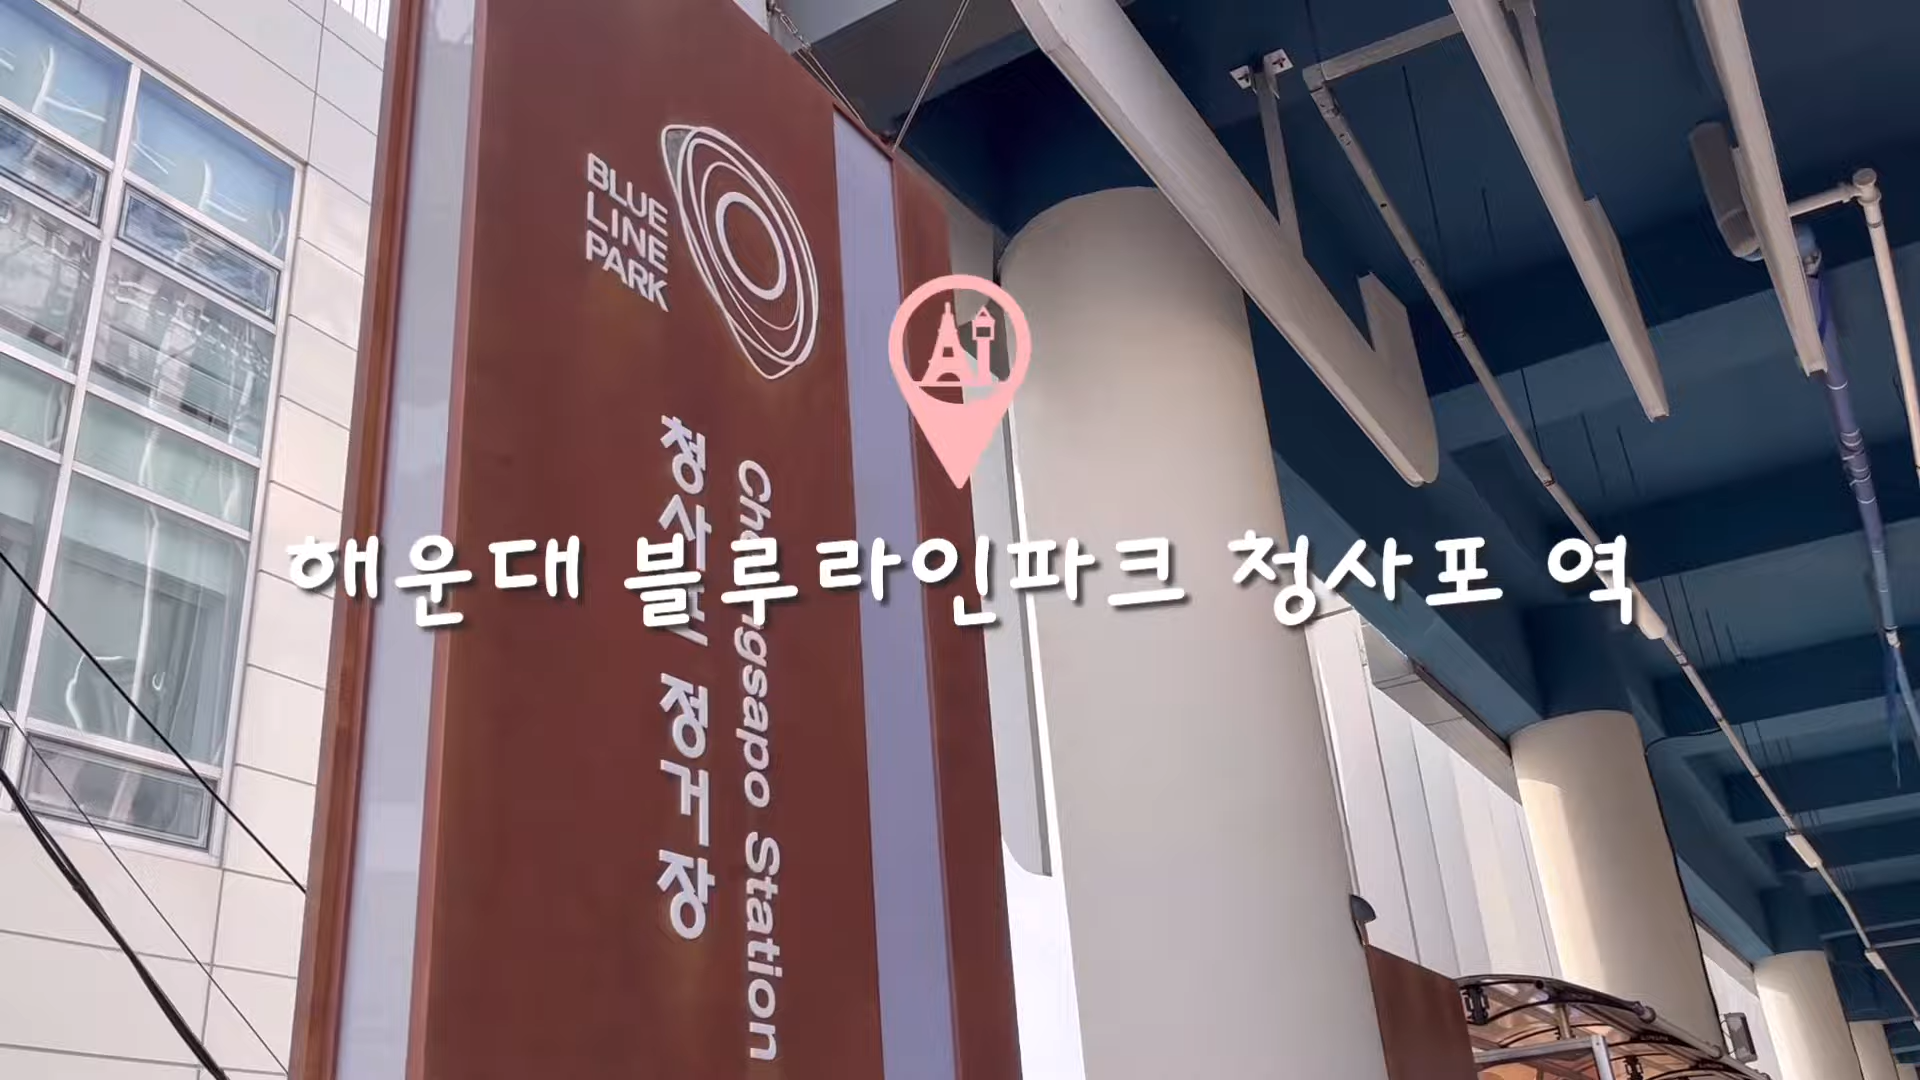 BLUE
LINE
PARK
해운대 블루라인파크 청사포 역
청사포 정거장
Cheongsapo Station